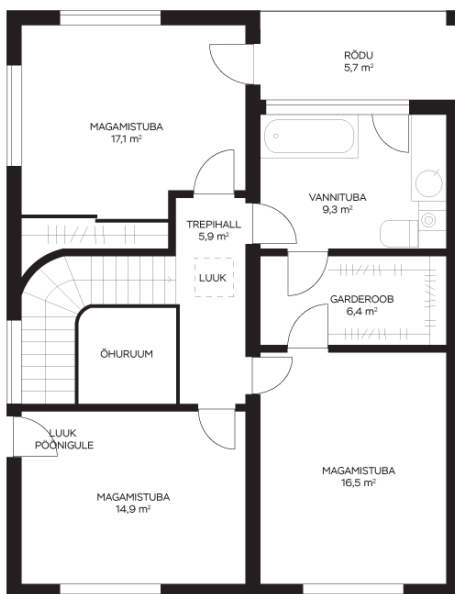 RÕDU
5,7 m²
MAGAMISTUBA
17,1 m²
VANNITUBA
9,3 m²
TREPIHALL
5,9 m²
LUUK
GARDEROOB
6,4 m²
ÕHURUUM
LUUK
PÖÖNIGULE
MAGAMISTUBA
16,5 m²
MAGAMISTUBA
14,9 m²